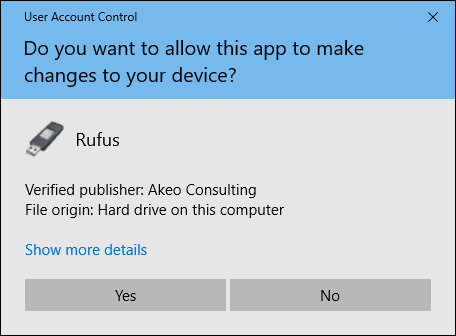 User Account Control
Do you want to allow this app to make
changes to your device?
Rufus
Verified publisher: Akeo Consulting
File origin: Hard drive on this computer
Show more details
Yes
No